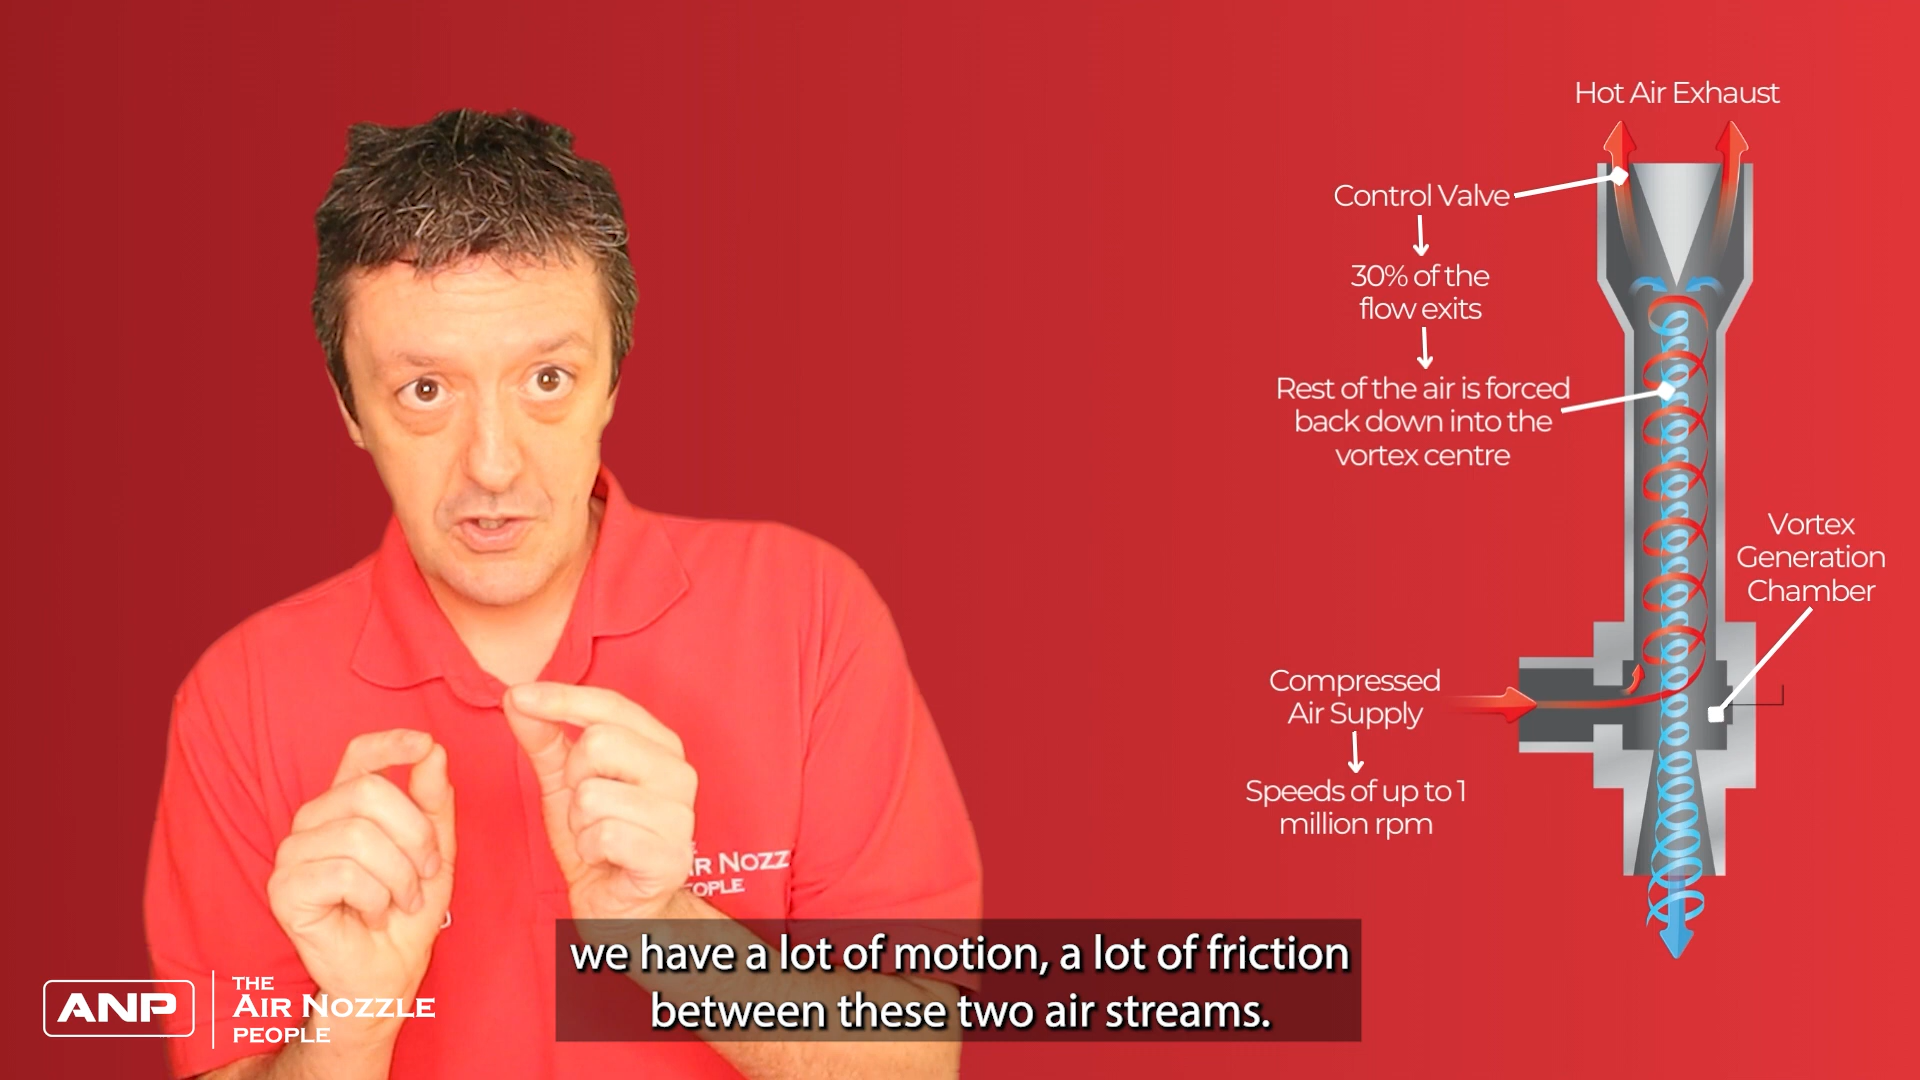 Hot Air Exhaust
Control Valve
30% of the
flow exits
Rest of the air is forced
back down into the
vortex centre
Vortex
Generation
Chamber
Compressed
Air Supply
Speeds of up to 1
million rpm
NOZZ
we have a lot of motion, a lot of friction
between these two air streams.
ANP
THE
AIR NOZZLE
PEOPLE